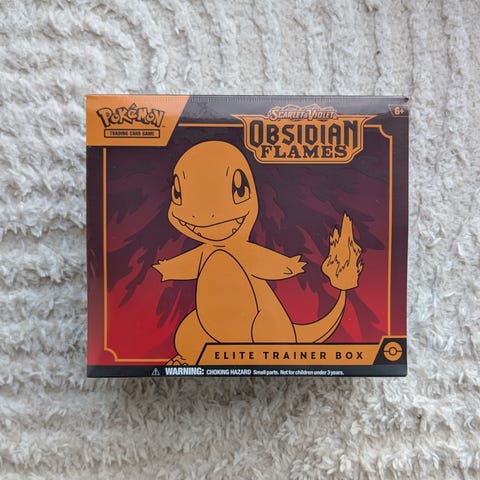 Pokémon
TRADING CARD GAME
SCARLET & VIOLET
OBSIDIAN
FLAMES
6+
ELITE TRAINER BOX
WARNING: CHOKING HAZARD Small parts. Not for children under 3 years.